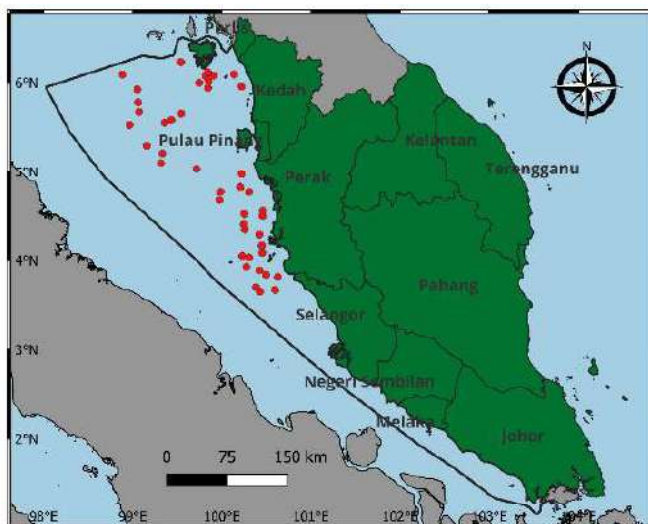 Perlis
N
6°N
Kedah
Kelantan
Pulau Pinang
Terengganu
5°N
Perak
4°N
Pahang
Selangor
3°N
Negeri Sembilan
Melaka
Johor
2°N
0 75 150 km
98°E 99°E 100°E 101°E 102°E 103°E 104°E